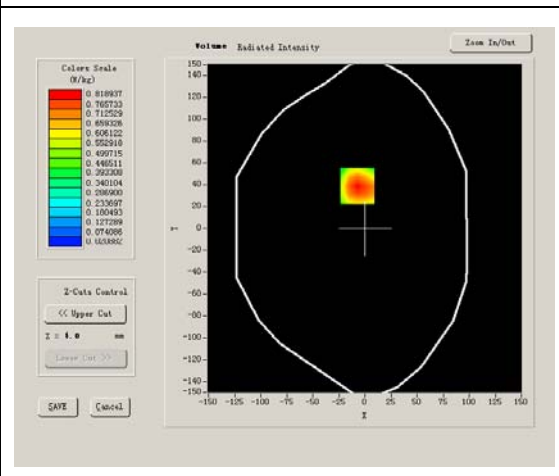 Volume Radiated Intensity
Zoom In/Out
Colors Scale
(W/kg)
0.818937
0.765733
0.712529
0.659326
0.606122
0.552918
0.499715
0.446511
0.393308
0.340104
0.286900
0.233697
0.180493
0.127289
0.074086
0.020882
150
140
120
100
80
60
40
20
0
-20
-40
-60
-80
-100
-120
-140
-150
Y
-150 -125 -100 -75 -50 -25 0 25 50 75 100 125 150
X
Z-Cuts Control
<< Upper Cut
Z = 4.0 mm
Lower Cut >>
SAVE Cancel